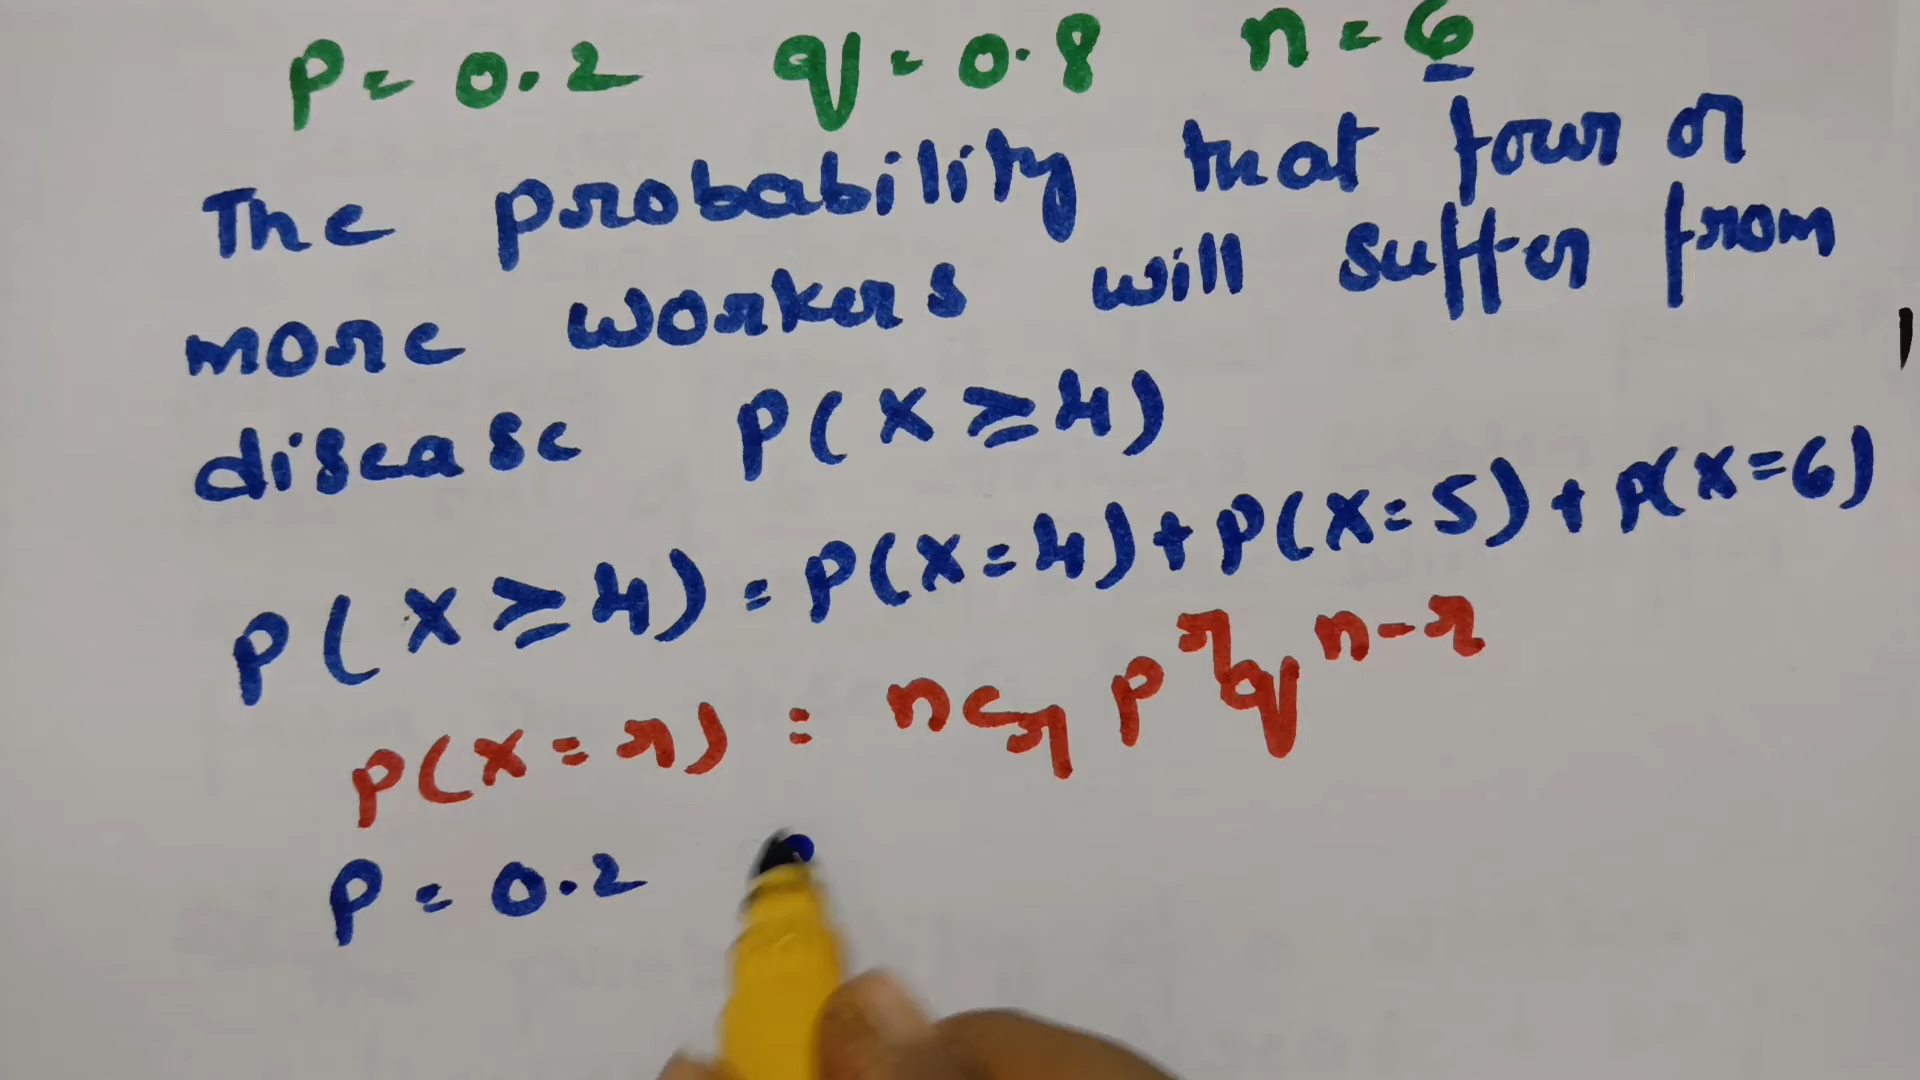 p = 0.2 q = 0.8 n = 6
The probability that four or
more workers will suffer from
disease P(X ≥ 4)
P(X ≥ 4) = P(X = 4) + P(X = 5) + P(X = 6)
P(X = r) = nCr p^r q^n-r
P = 0.2